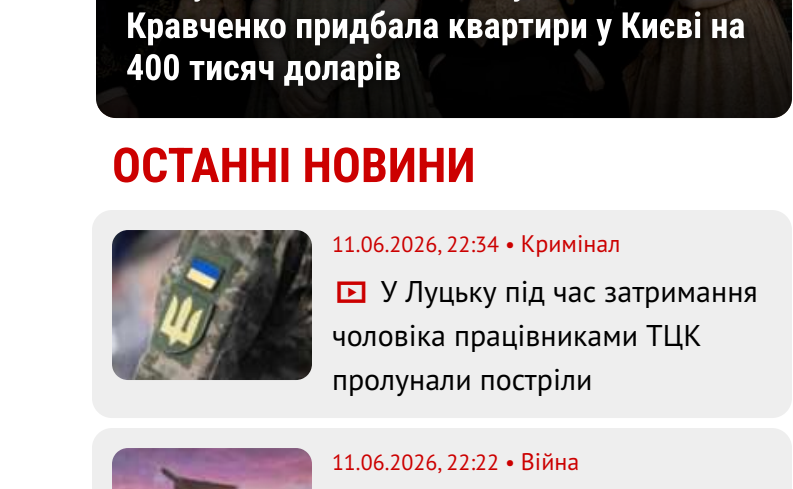 Кравченко придбала квартири у Києві на
400 тисяч доларів
ОСТАННІ НОВИНИ
11.06.2026, 22:34 • Кримінал
У Луцьку під час затримання
чоловіка працівниками ТЦК
пролунали постріли
11.06.2026, 22:22 • Війна